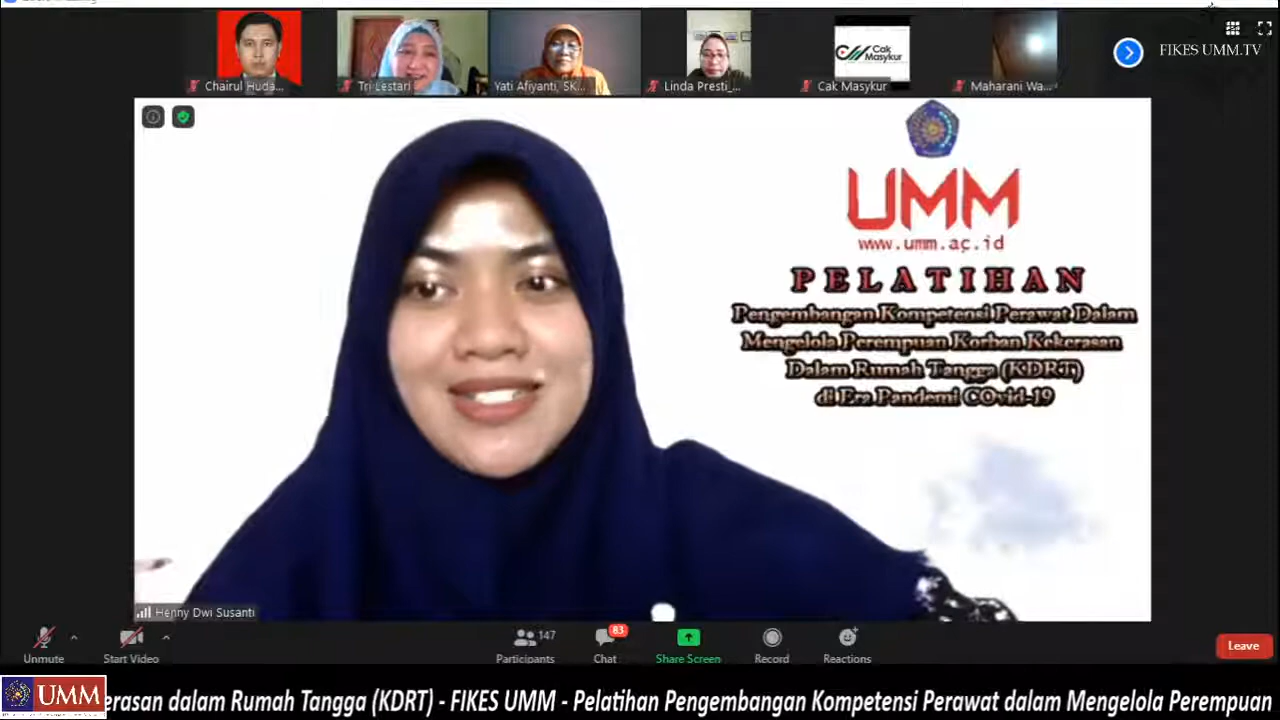 FIKES UMM.TV
Chairul Huda...
Tri Lestari
Yati Afiyanti, SK...
Linda Presti_...
Cak Masykur
Cak Masykur
Maharani Wa...
UMM
www.umm.ac.id
PELATIHAN
Pengembangan Kompetensi Perawat Dalam
Mengelola Perempuan Korban Kekerasan
Dalam Rumah Tangga (KDRT)
di Era Pandemi COvid-19
Henny Dwi Susanti
Unmute
Start Video
147
Participants
83
Chat
Share Screen
Record
Reactions
Leave
UMM
erasan dalam Rumah Tangga (KDRT) - FIKES UMM - Pelatihan Pengembangan Kompetensi Perawat dalam Mengelola Perempuan